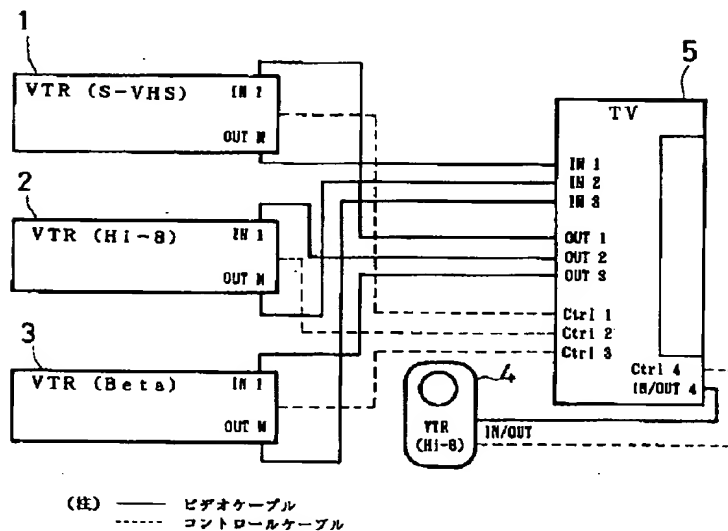 1
VTR (S-VHS)
IN 2
OUT M
2
VTR (Hi-8)
IN 1
OUT M
3
VTR (Beta)
IN 1
OUT M
5
TV
IN 1
IN 2
IN 3
OUT 1
OUT 2
OUT 3
Ctrl 1
Ctrl 2
Ctrl 3
Ctrl 4
IN/OUT 4
4
VTR
(Hi-8)
IN/OUT
(注) ビデオケーブル
コントロールケーブル